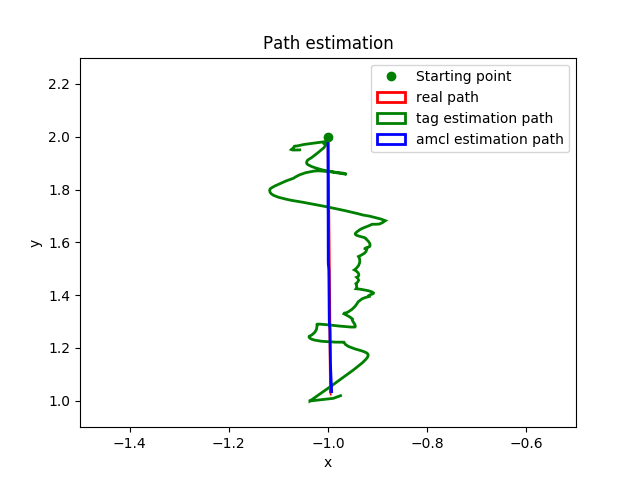 Path estimation
Starting point
real path
tag estimation path
amcl estimation path
y
2.2
2.0
1.8
1.6
1.4
1.2
1.0
−1.4
−1.2
−1.0
−0.8
−0.6
x